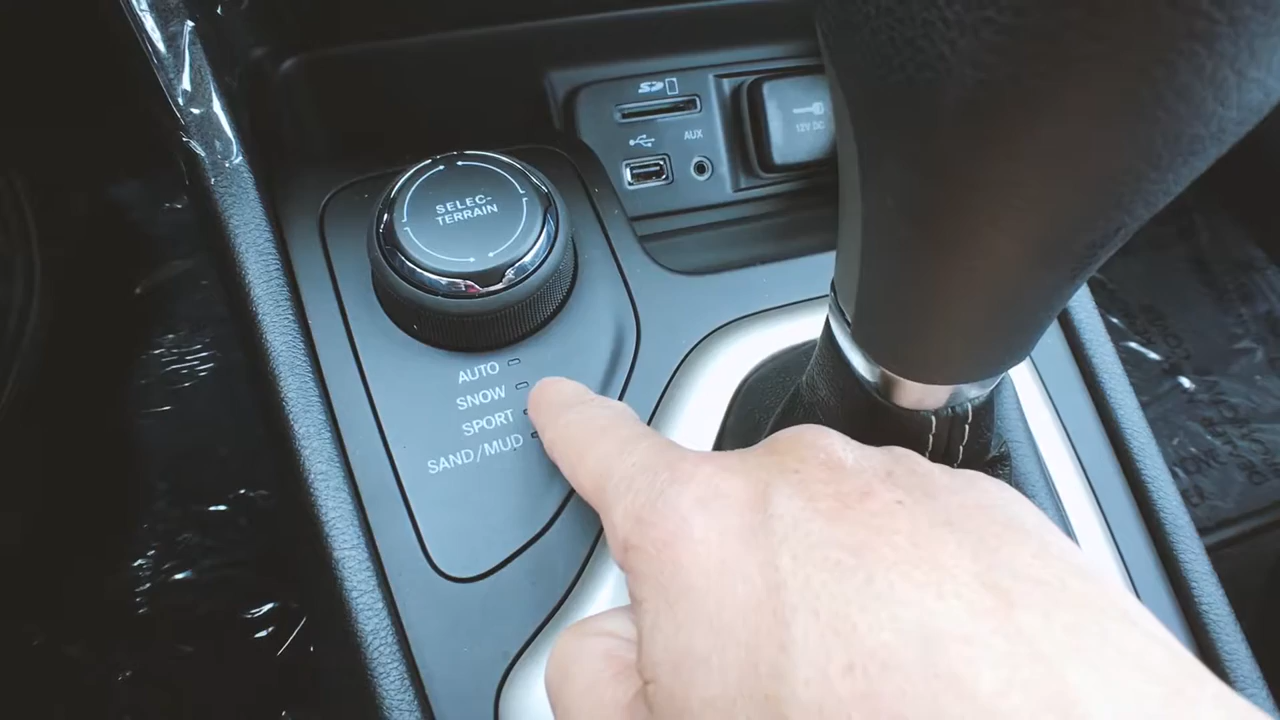 SD
AUX
12V DC
SELEC-
TERRAIN
AUTO
SNOW
SPORT
SAND/MUD